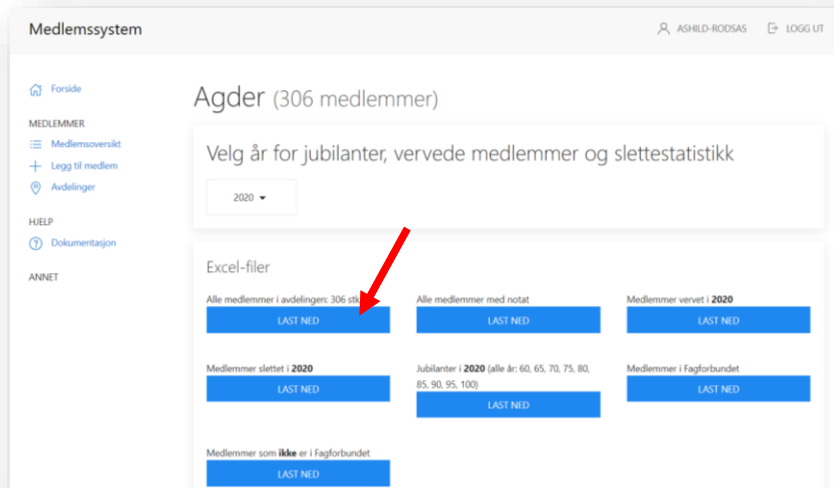 Medlemssystem
ASHILD-RODSAS
LOGG UT
Forside
MEDLEMMER
Medlemsoversikt
Legg til medlem
Avdelinger
HJELP
Dokumentasjon
ANNET
Agder (306 medlemmer)
Velg år for jubilanter, vervede medlemmer og slettestatistikk
2020
Excel-filer
Alle medlemmer i avdelingen: 306 stk
LAST NED
Alle medlemmer med notat
LAST NED
Medlemmer vervet i 2020
LAST NED
Medlemmer slettet i 2020
LAST NED
Jubilanter i 2020 (alle år: 60, 65, 70, 75, 80,
85, 90, 95, 100)
LAST NED
Medlemmer i Fagforbundet
LAST NED
Medlemmer som ikke er i Fagforbundet
LAST NED